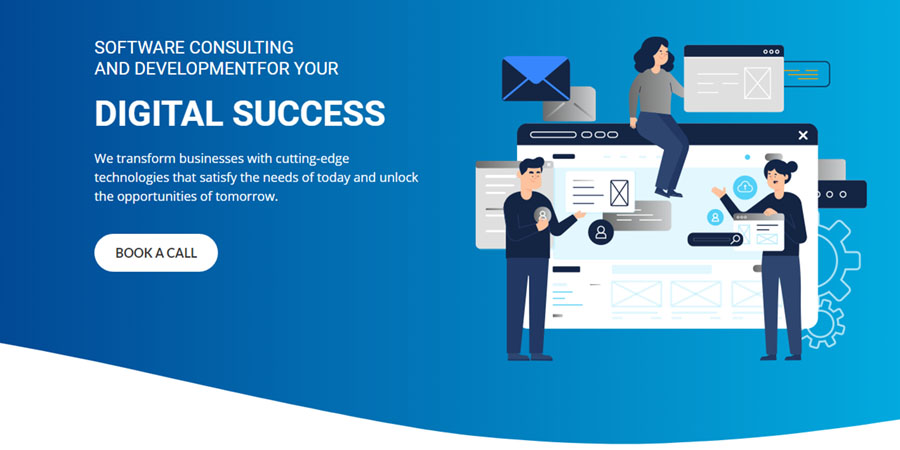 SOFTWARE CONSULTING
AND DEVELOPMENTFOR YOUR
DIGITAL SUCCESS
We transform businesses with cutting-edge
technologies that satisfy the needs of today and unlock
the opportunities of tomorrow.
BOOK A CALL